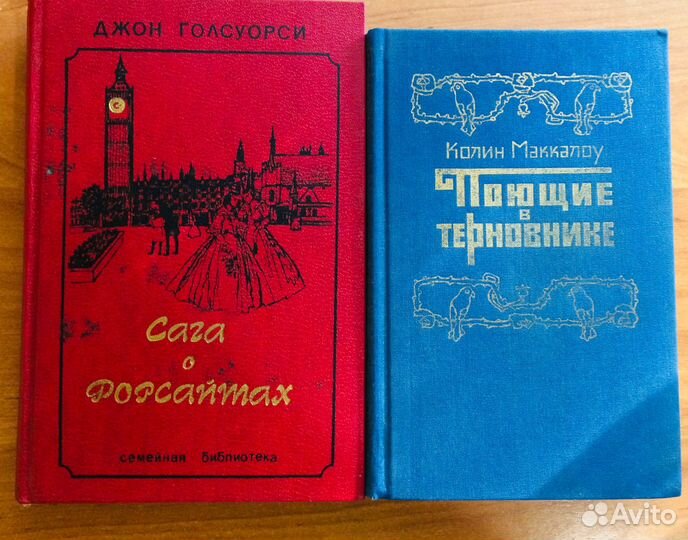 ДЖОН ГОЛСУОРСИ
Сага
о
Форсайтах
семейная библиотека
Колин Маккалоу
Поющие
в
терновнике
Avito